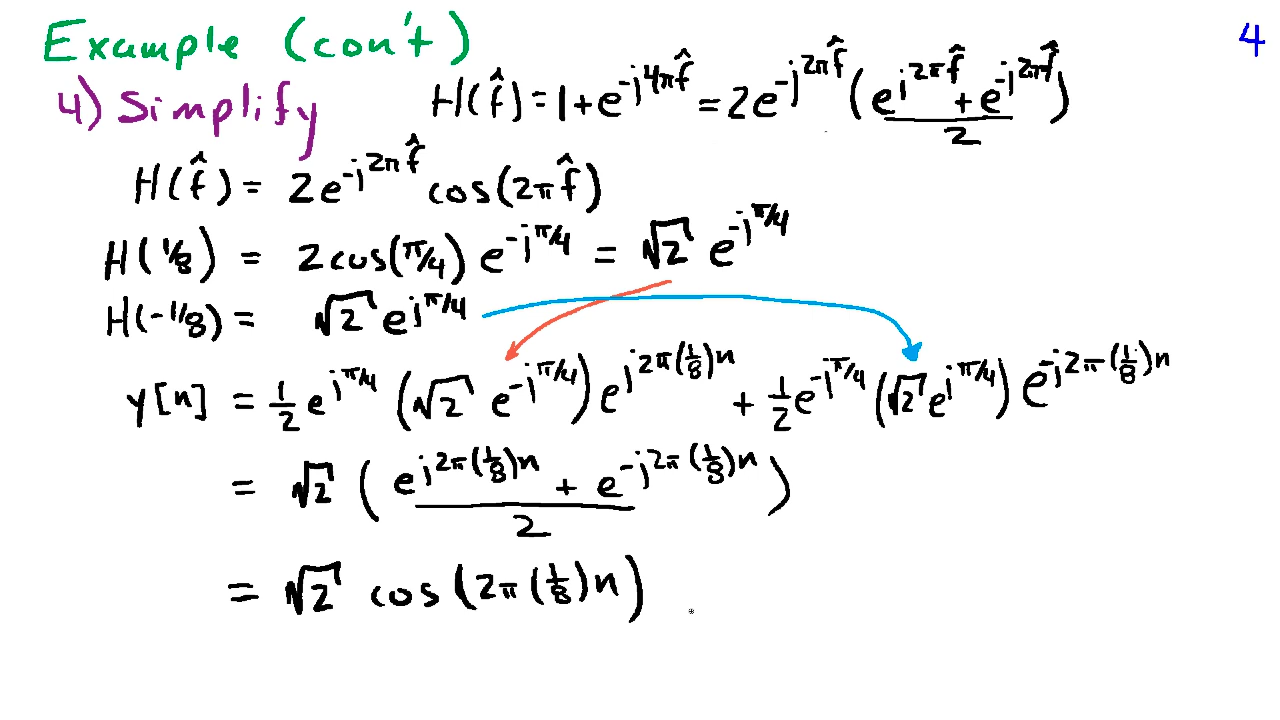 Example (con't)
4
4) Simplify
H(f̂) = 1 + e^{-j4πf̂} = 2e^{-j2πf̂} ( (e^{j2πf̂} + e^{-j2πf̂}) / 2 )
H(f̂) = 2e^{-j2πf̂} cos(2πf̂)
H(1/8) = 2cos(π/4) e^{-jπ/4} = √2 e^{-jπ/4}
H(-1/8) = √2 e^{jπ/4}
y[n] = 1/2 e^{jπ/4} (√2 e^{-jπ/4}) e^{j2π(1/8)n} + 1/2 e^{-jπ/4} (√2 e^{jπ/4}) e^{-j2π(1/8)n}
= √2 ( (e^{j2π(1/8)n} + e^{-j2π(1/8)n}) / 2 )
= √2 cos(2π(1/8)n)